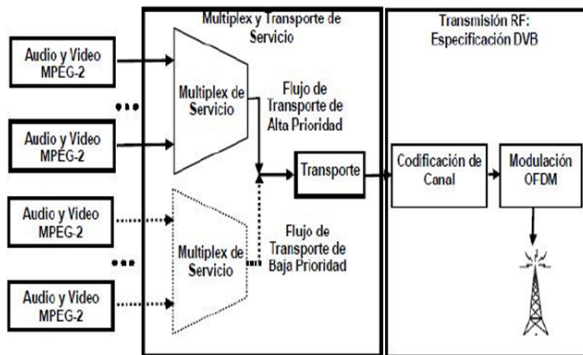 Multiplex y Transporte de
Servicio
Transmisión RF:
Especificación DVB
Audio y Video
MPEG-2
Audio y Video
MPEG-2
Audio y Video
MPEG-2
Audio y Video
MPEG-2
Multiplex de
Servicio
Flujo de
Transporte de
Alta Prioridad
Multiplex de
Servicio
Flujo de
Transporte de
Baja Prioridad
Transporte
Codificación de
Canal
Modulación
OFDM